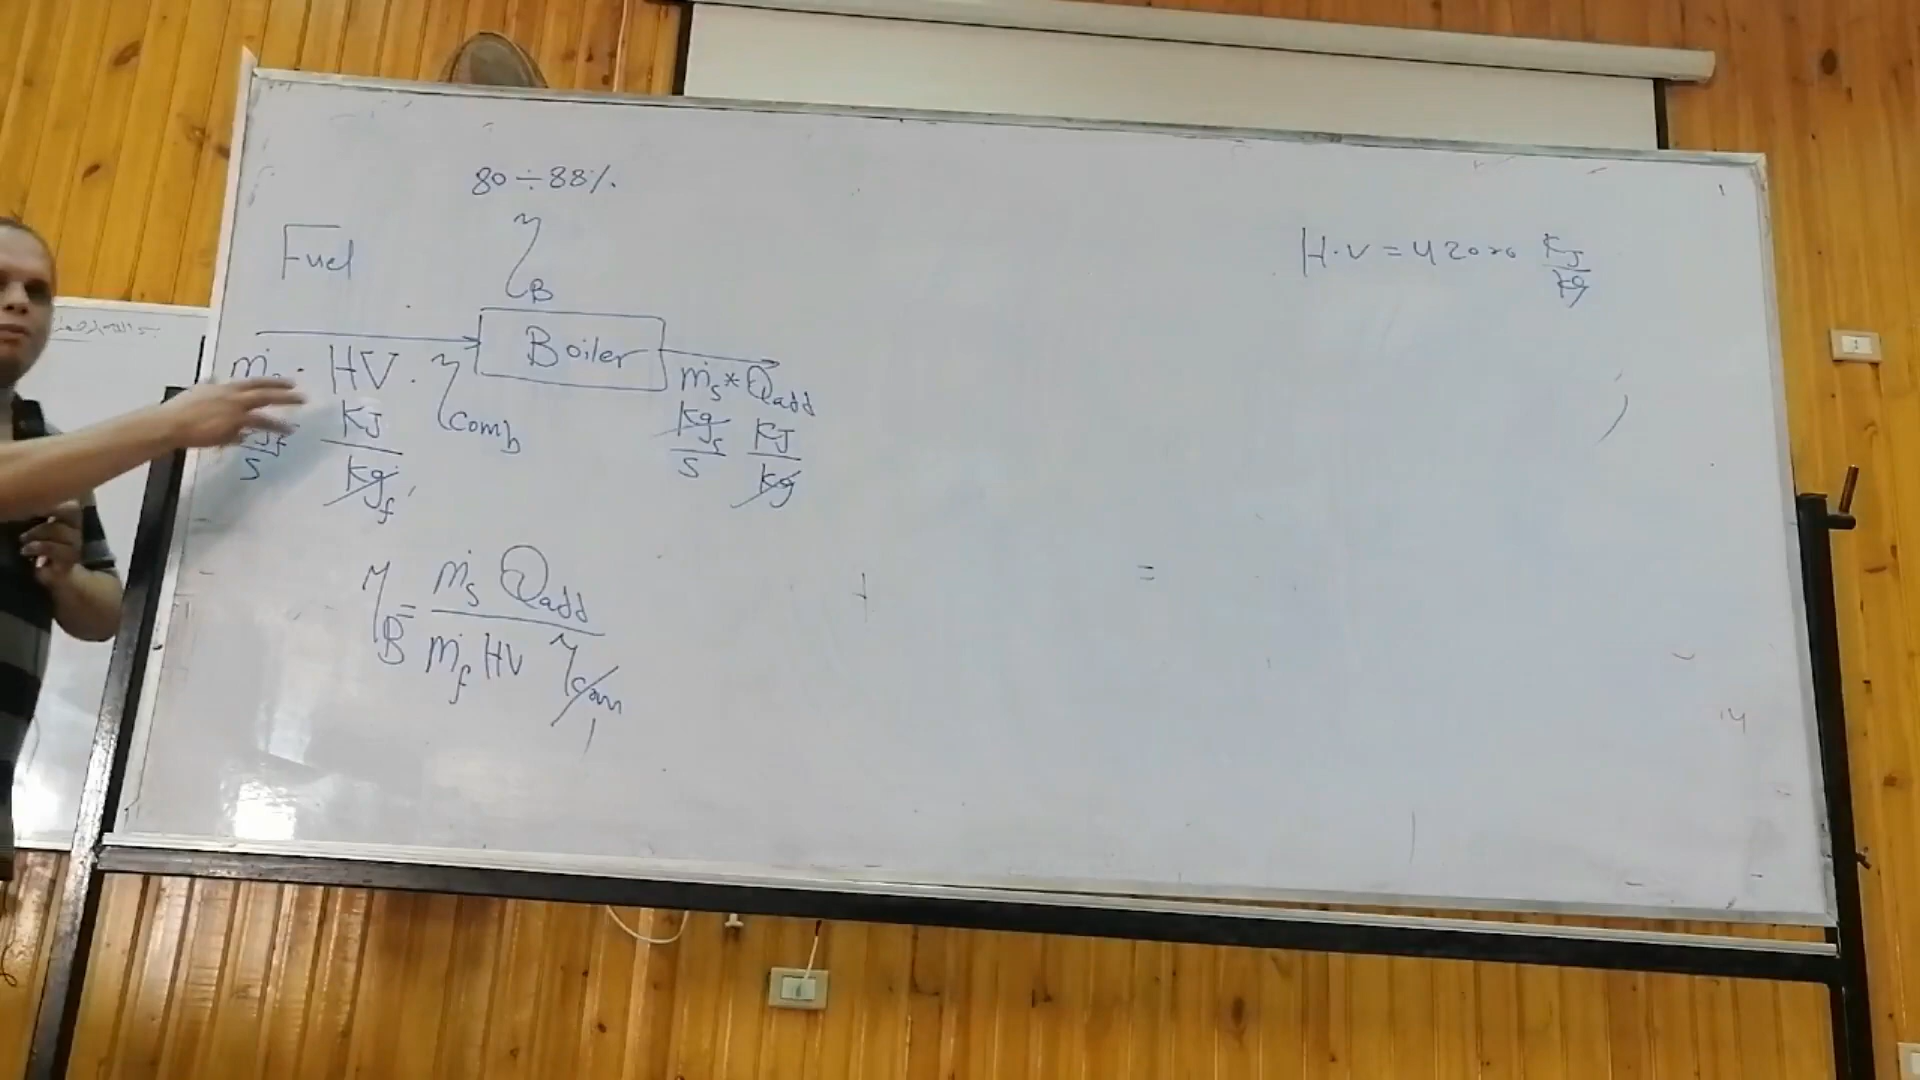 80 ÷ 88%
η_B
Fuel
H.V = 42000 KJ/kg
Boiler
ṁ · HV · η_comb
KJ/kg_f
ṁ_s * Q_add
kg_s/s KJ/kg
η_B = ṁ_s Q_add / ṁ_f HV η_com